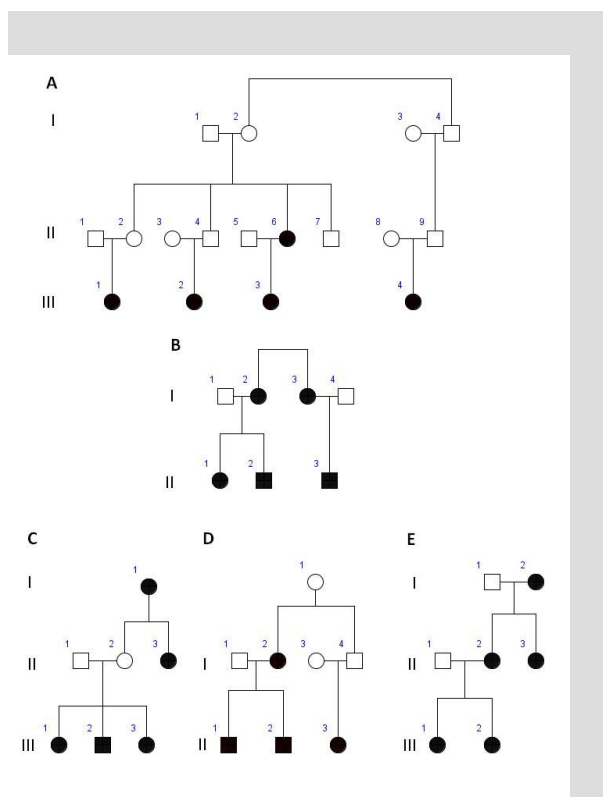 A
I
1 2 3 4
II
1 2 3 4 5 6 7 8 9
III
1 2 3 4
B
I
1 2 3 4
II
1 2 3
C D E
I
1 1 1 2
II I II
1 2 3 1 2 3 4 1 2 3
III II III
1 2 3 1 2 3 1 2